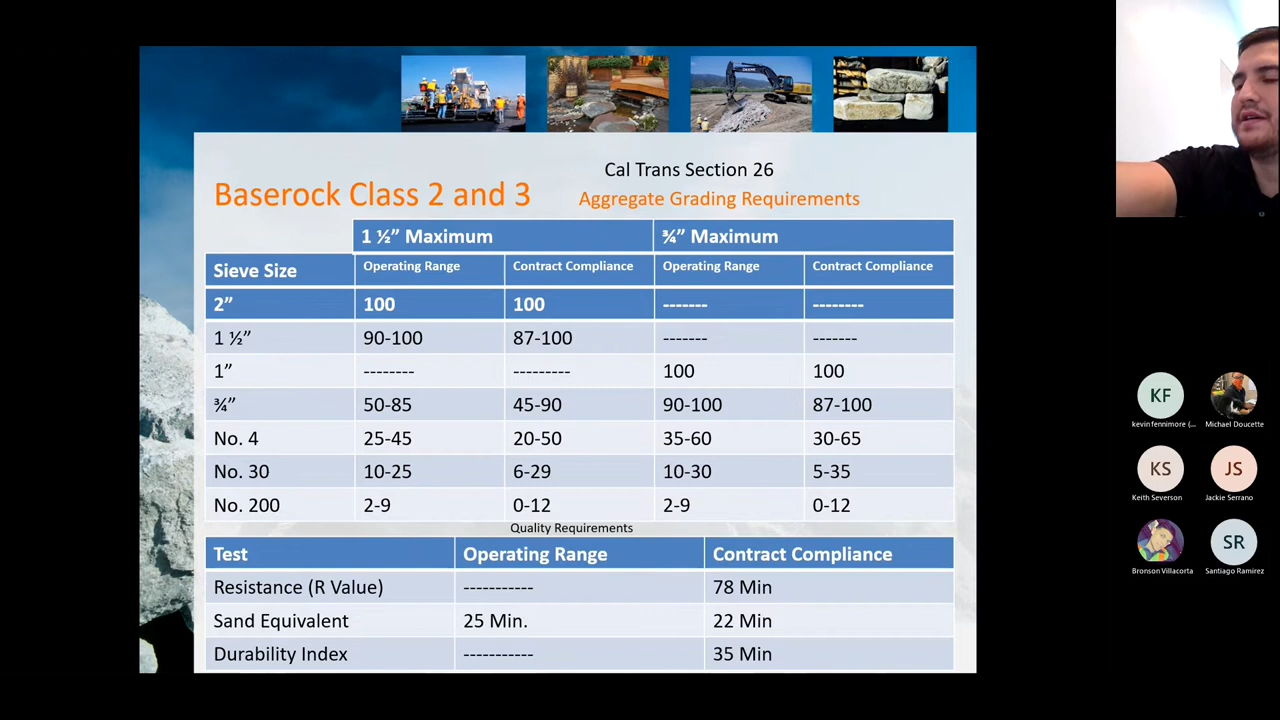 Cal Trans Section 26
Baserock Class 2 and 3
Aggregate Grading Requirements
1 ½” Maximum ¾” Maximum
Sieve Size Operating Range Contract Compliance Operating Range Contract Compliance
2” 100 100 ------- --------
1 ½” 90-100 87-100 ------- -------
1” -------- --------- 100 100
¾” 50-85 45-90 90-100 87-100
No. 4 25-45 20-50 35-60 30-65
No. 30 10-25 6-29 10-30 5-35
No. 200 2-9 0-12 2-9 0-12
Quality Requirements
Test Operating Range Contract Compliance
Resistance (R Value) ----------- 78 Min
Sand Equivalent 25 Min. 22 Min
Durability Index ----------- 35 Min
KF
kevin fennimore (...
Michael Doucette
KS
Keith Severson
JS
Jackie Serrano
Bronson Villacorta
SR
Santiago Ramirez